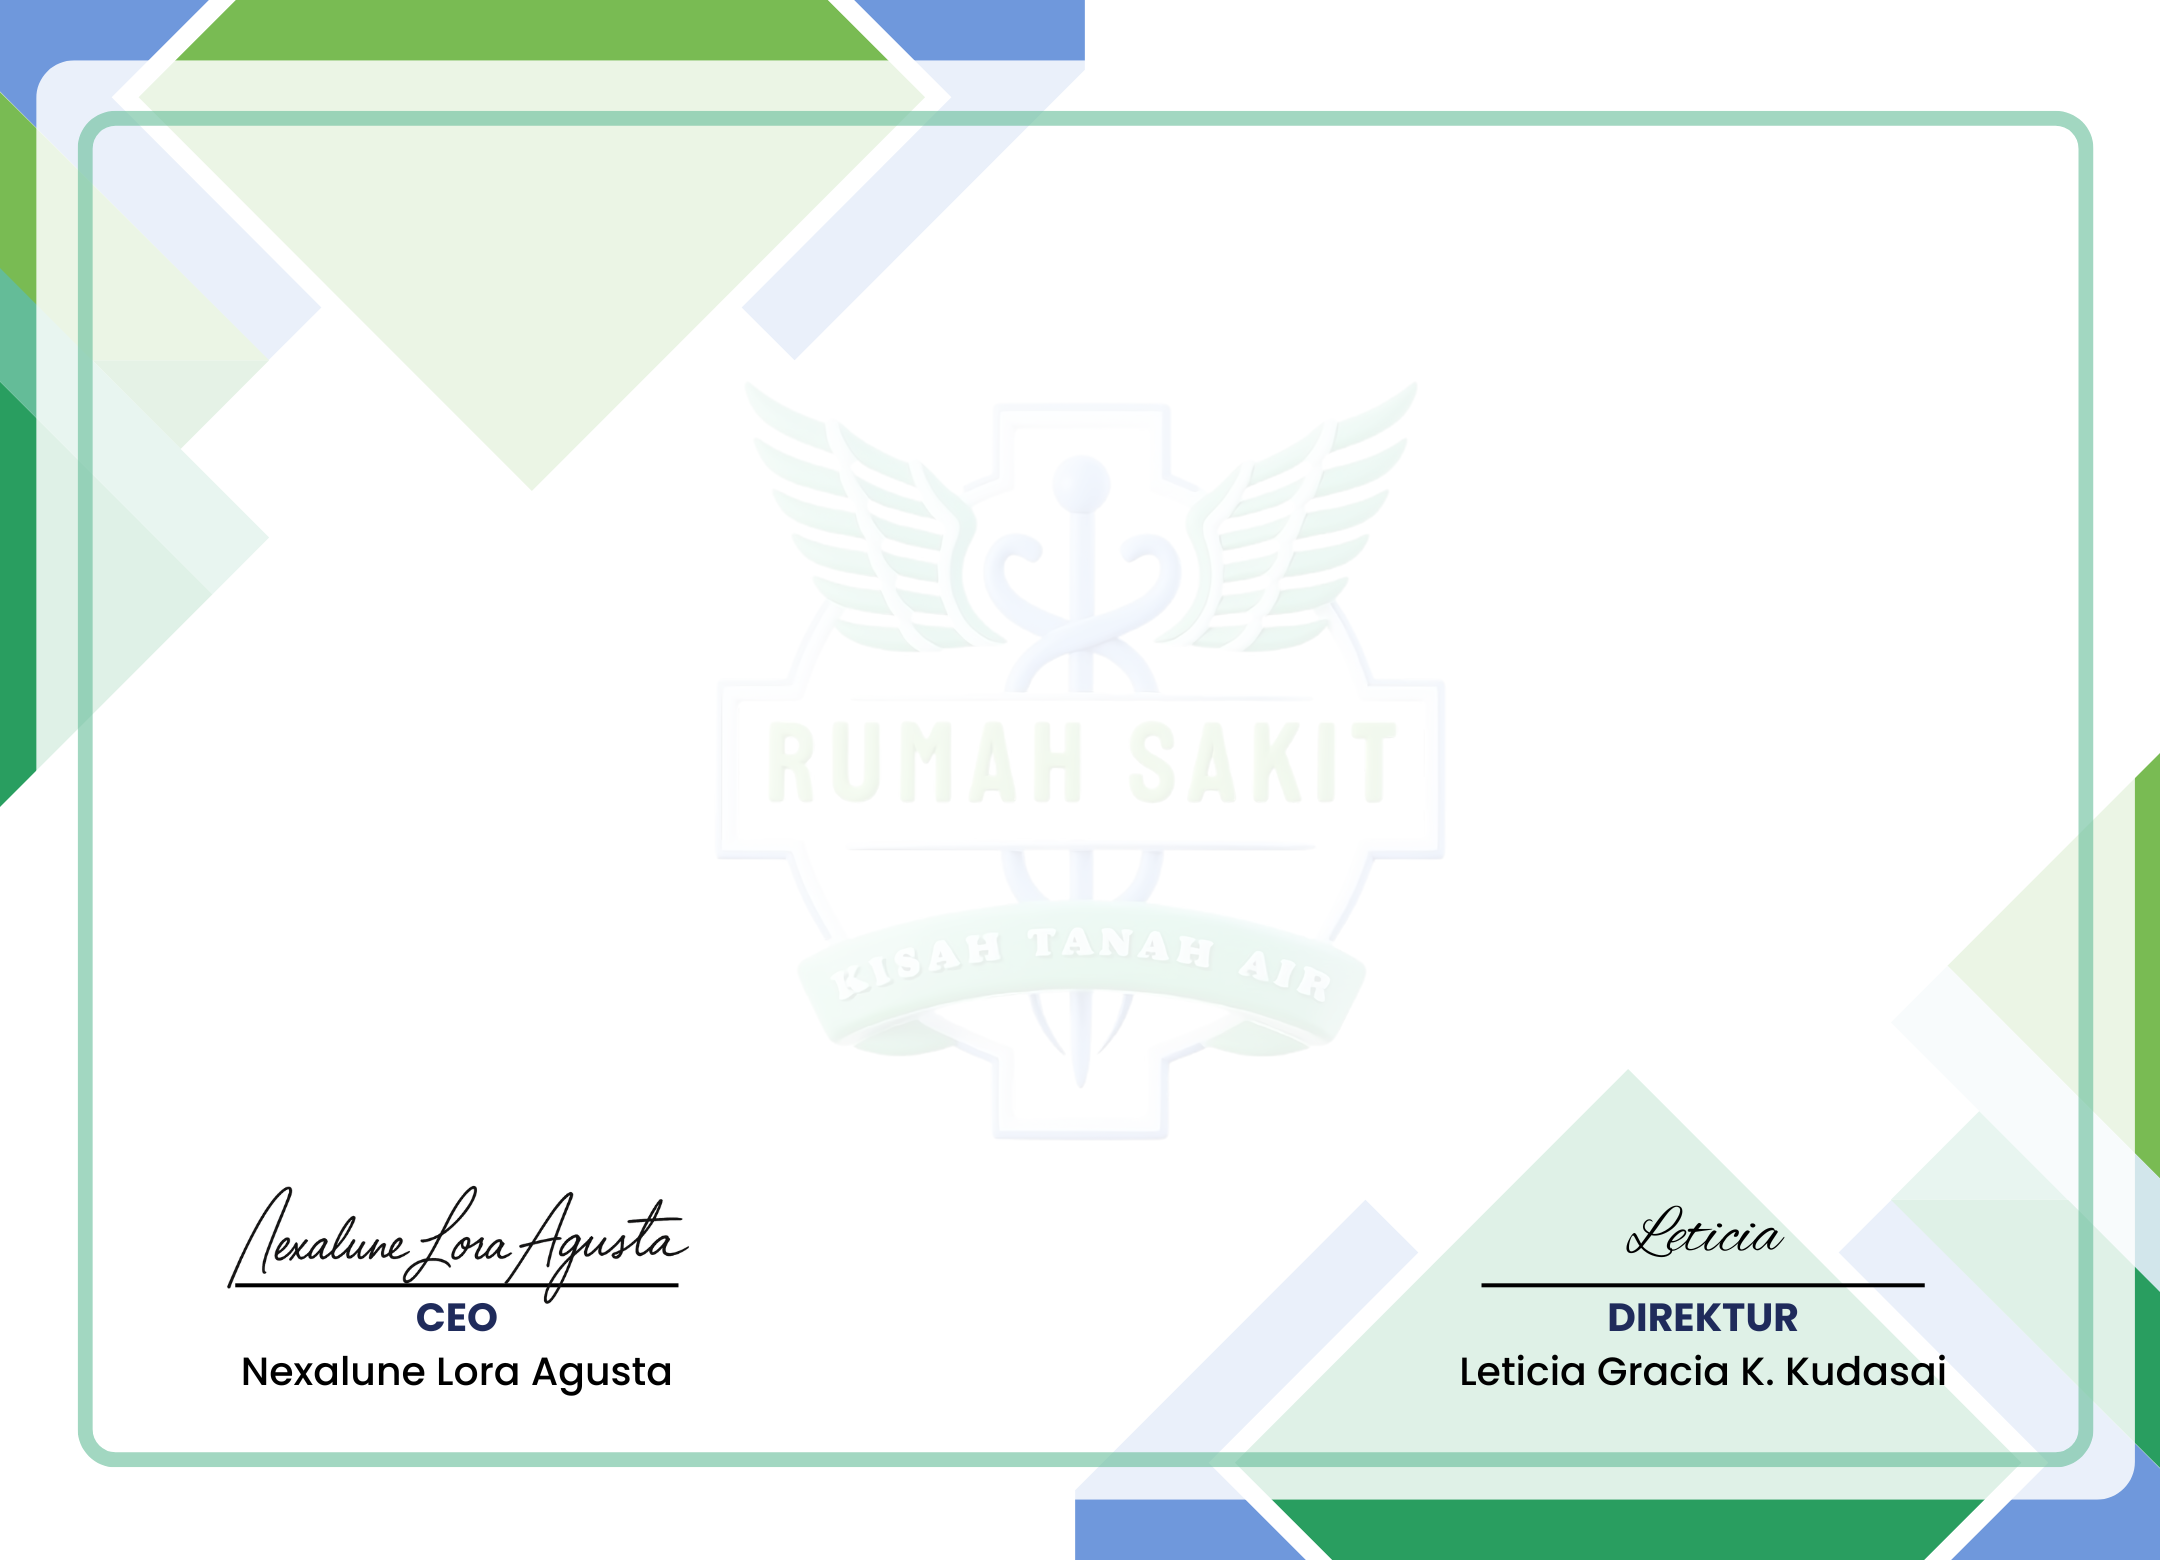 RUMAH SAKIT
KISAH TANAH AIR
Nexalune Lora Agusta
CEO
Nexalune Lora Agusta
Leticia
DIREKTUR
Leticia Gracia K. Kudasai